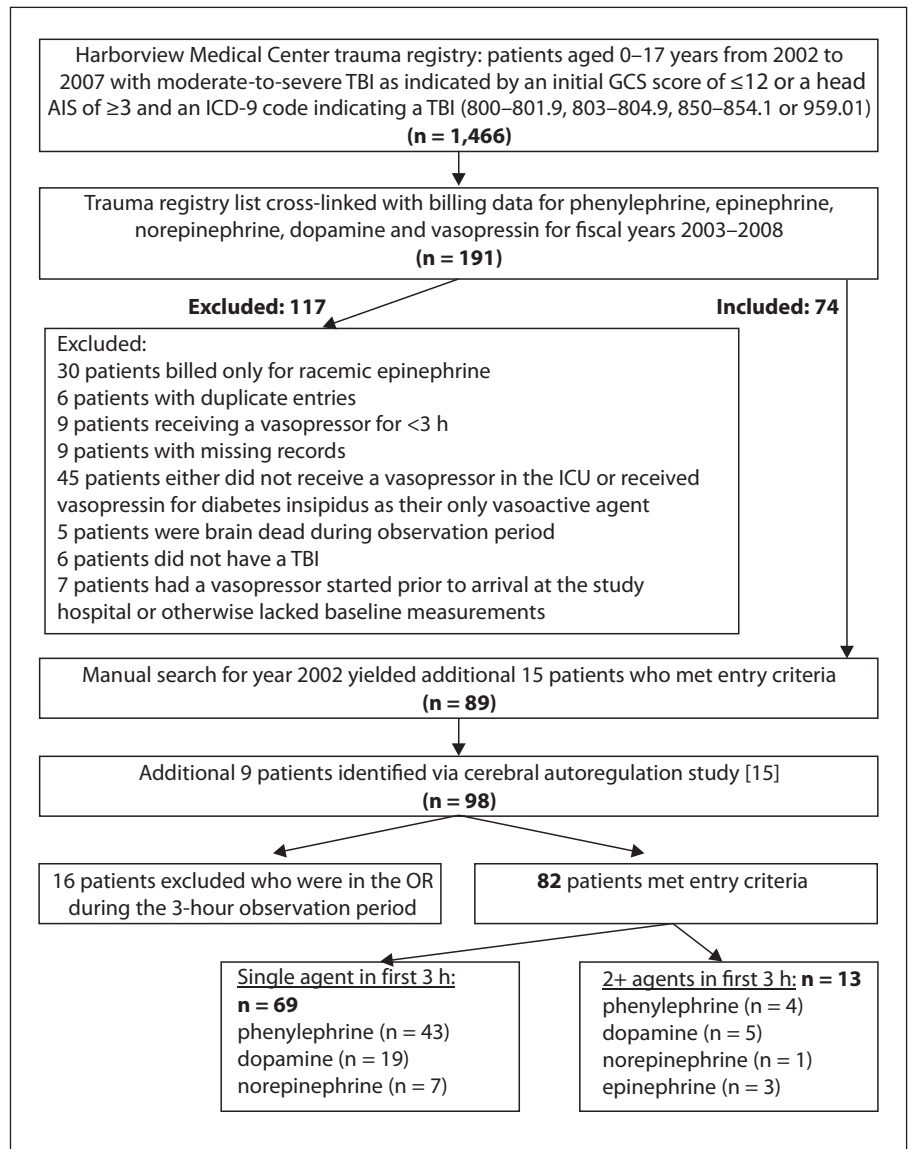 Harborview Medical Center trauma registry: patients aged 0–17 years from 2002 to
2007 with moderate-to-severe TBI as indicated by an initial GCS score of ≤12 or a head
AIS of ≥3 and an ICD-9 code indicating a TBI (800–801.9, 803–804.9, 850–854.1 or 959.01)
(n = 1,466)
Trauma registry list cross-linked with billing data for phenylephrine, epinephrine,
norepinephrine, dopamine and vasopressin for fiscal years 2003–2008
(n = 191)
Excluded: 117
Included: 74
Excluded:
30 patients billed only for racemic epinephrine
6 patients with duplicate entries
9 patients receiving a vasopressor for <3 h
9 patients with missing records
45 patients either did not receive a vasopressor in the ICU or received
vasopressin for diabetes insipidus as their only vasoactive agent
5 patients were brain dead during observation period
6 patients did not have a TBI
7 patients had a vasopressor started prior to arrival at the study
hospital or otherwise lacked baseline measurements
Manual search for year 2002 yielded additional 15 patients who met entry criteria
(n = 89)
Additional 9 patients identified via cerebral autoregulation study [15]
(n = 98)
16 patients excluded who were in the OR
during the 3-hour observation period
82 patients met entry criteria
Single agent in first 3 h:
n = 69
phenylephrine (n = 43)
dopamine (n = 19)
norepinephrine (n = 7)
2+ agents in first 3 h: n = 13
phenylephrine (n = 4)
dopamine (n = 5)
norepinephrine (n = 1)
epinephrine (n = 3)